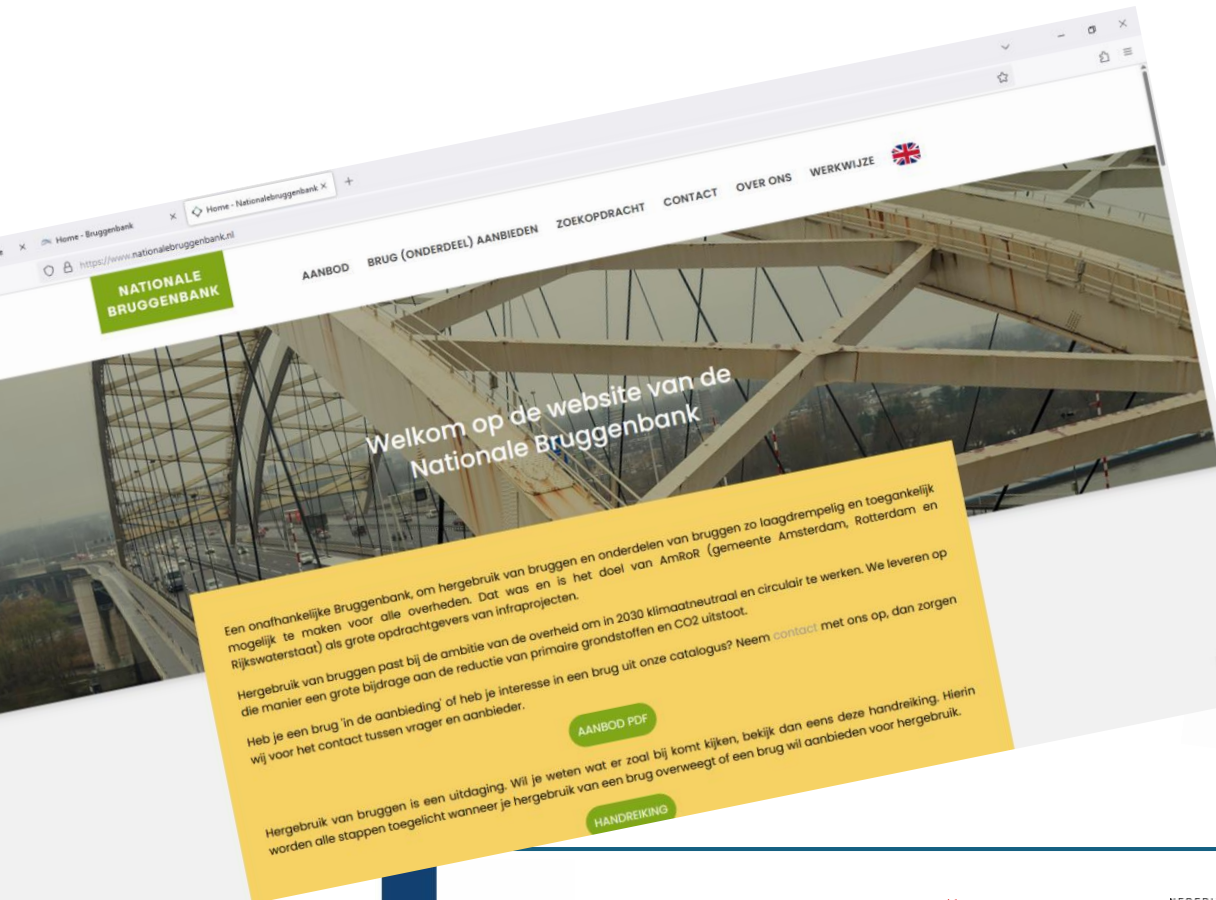 Home - Bruggenbank
Home - Nationalebruggenbank
https://www.nationalebruggenbank.nl
NATIONALE
BRUGGENBANK
AANBOD
BRUG (ONDERDEEL) AANBIEDEN
ZOEKOPDRACHT
CONTACT
OVER ONS
WERKWIJZE
Welkom op de website van de
Nationale Bruggenbank
Een onafhankelijke Bruggenbank, om hergebruik van bruggen en onderdelen van bruggen zo laagdrempelig en toegankelijk
mogelijk te maken voor alle overheden. Dat was en is het doel van AmRoR (gemeente Amsterdam, Rotterdam en
Rijkswaterstaat) als grote opdrachtgevers van infraprojecten.
Hergebruik van bruggen past bij de ambitie van de overheid om in 2030 klimaatneutraal en circulair te werken. We leveren op
die manier een grote bijdrage aan de reductie van primaire grondstoffen en CO2 uitstoot.
Heb je een brug 'in de aanbieding' of heb je interesse in een brug uit onze catalogus? Neem contact met ons op, dan zorgen
wij voor het contact tussen vrager en aanbieder.
AANBOD PDF
Hergebruik van bruggen is een uitdaging. Wil je weten wat er zoal bij komt kijken, bekijk dan eens deze handreiking. Hierin
worden alle stappen toegelicht wanneer je hergebruik van een brug overweegt of een brug wil aanbieden voor hergebruik.
HANDREIKING